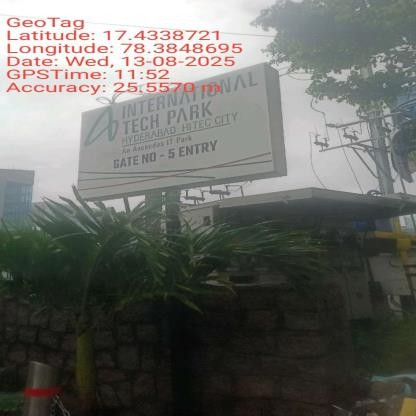 GeoTag
Latitude: 17.4338721
Longitude: 78.3848695
Date: Wed, 13-08-2025
GPSTime: 11:52
Accuracy: 25.5570 m
INTERNATIONAL
TECH PARK
HYDERABAD HITEC CITY
An Ascendas IT Park
GATE NO - 5 ENTRY